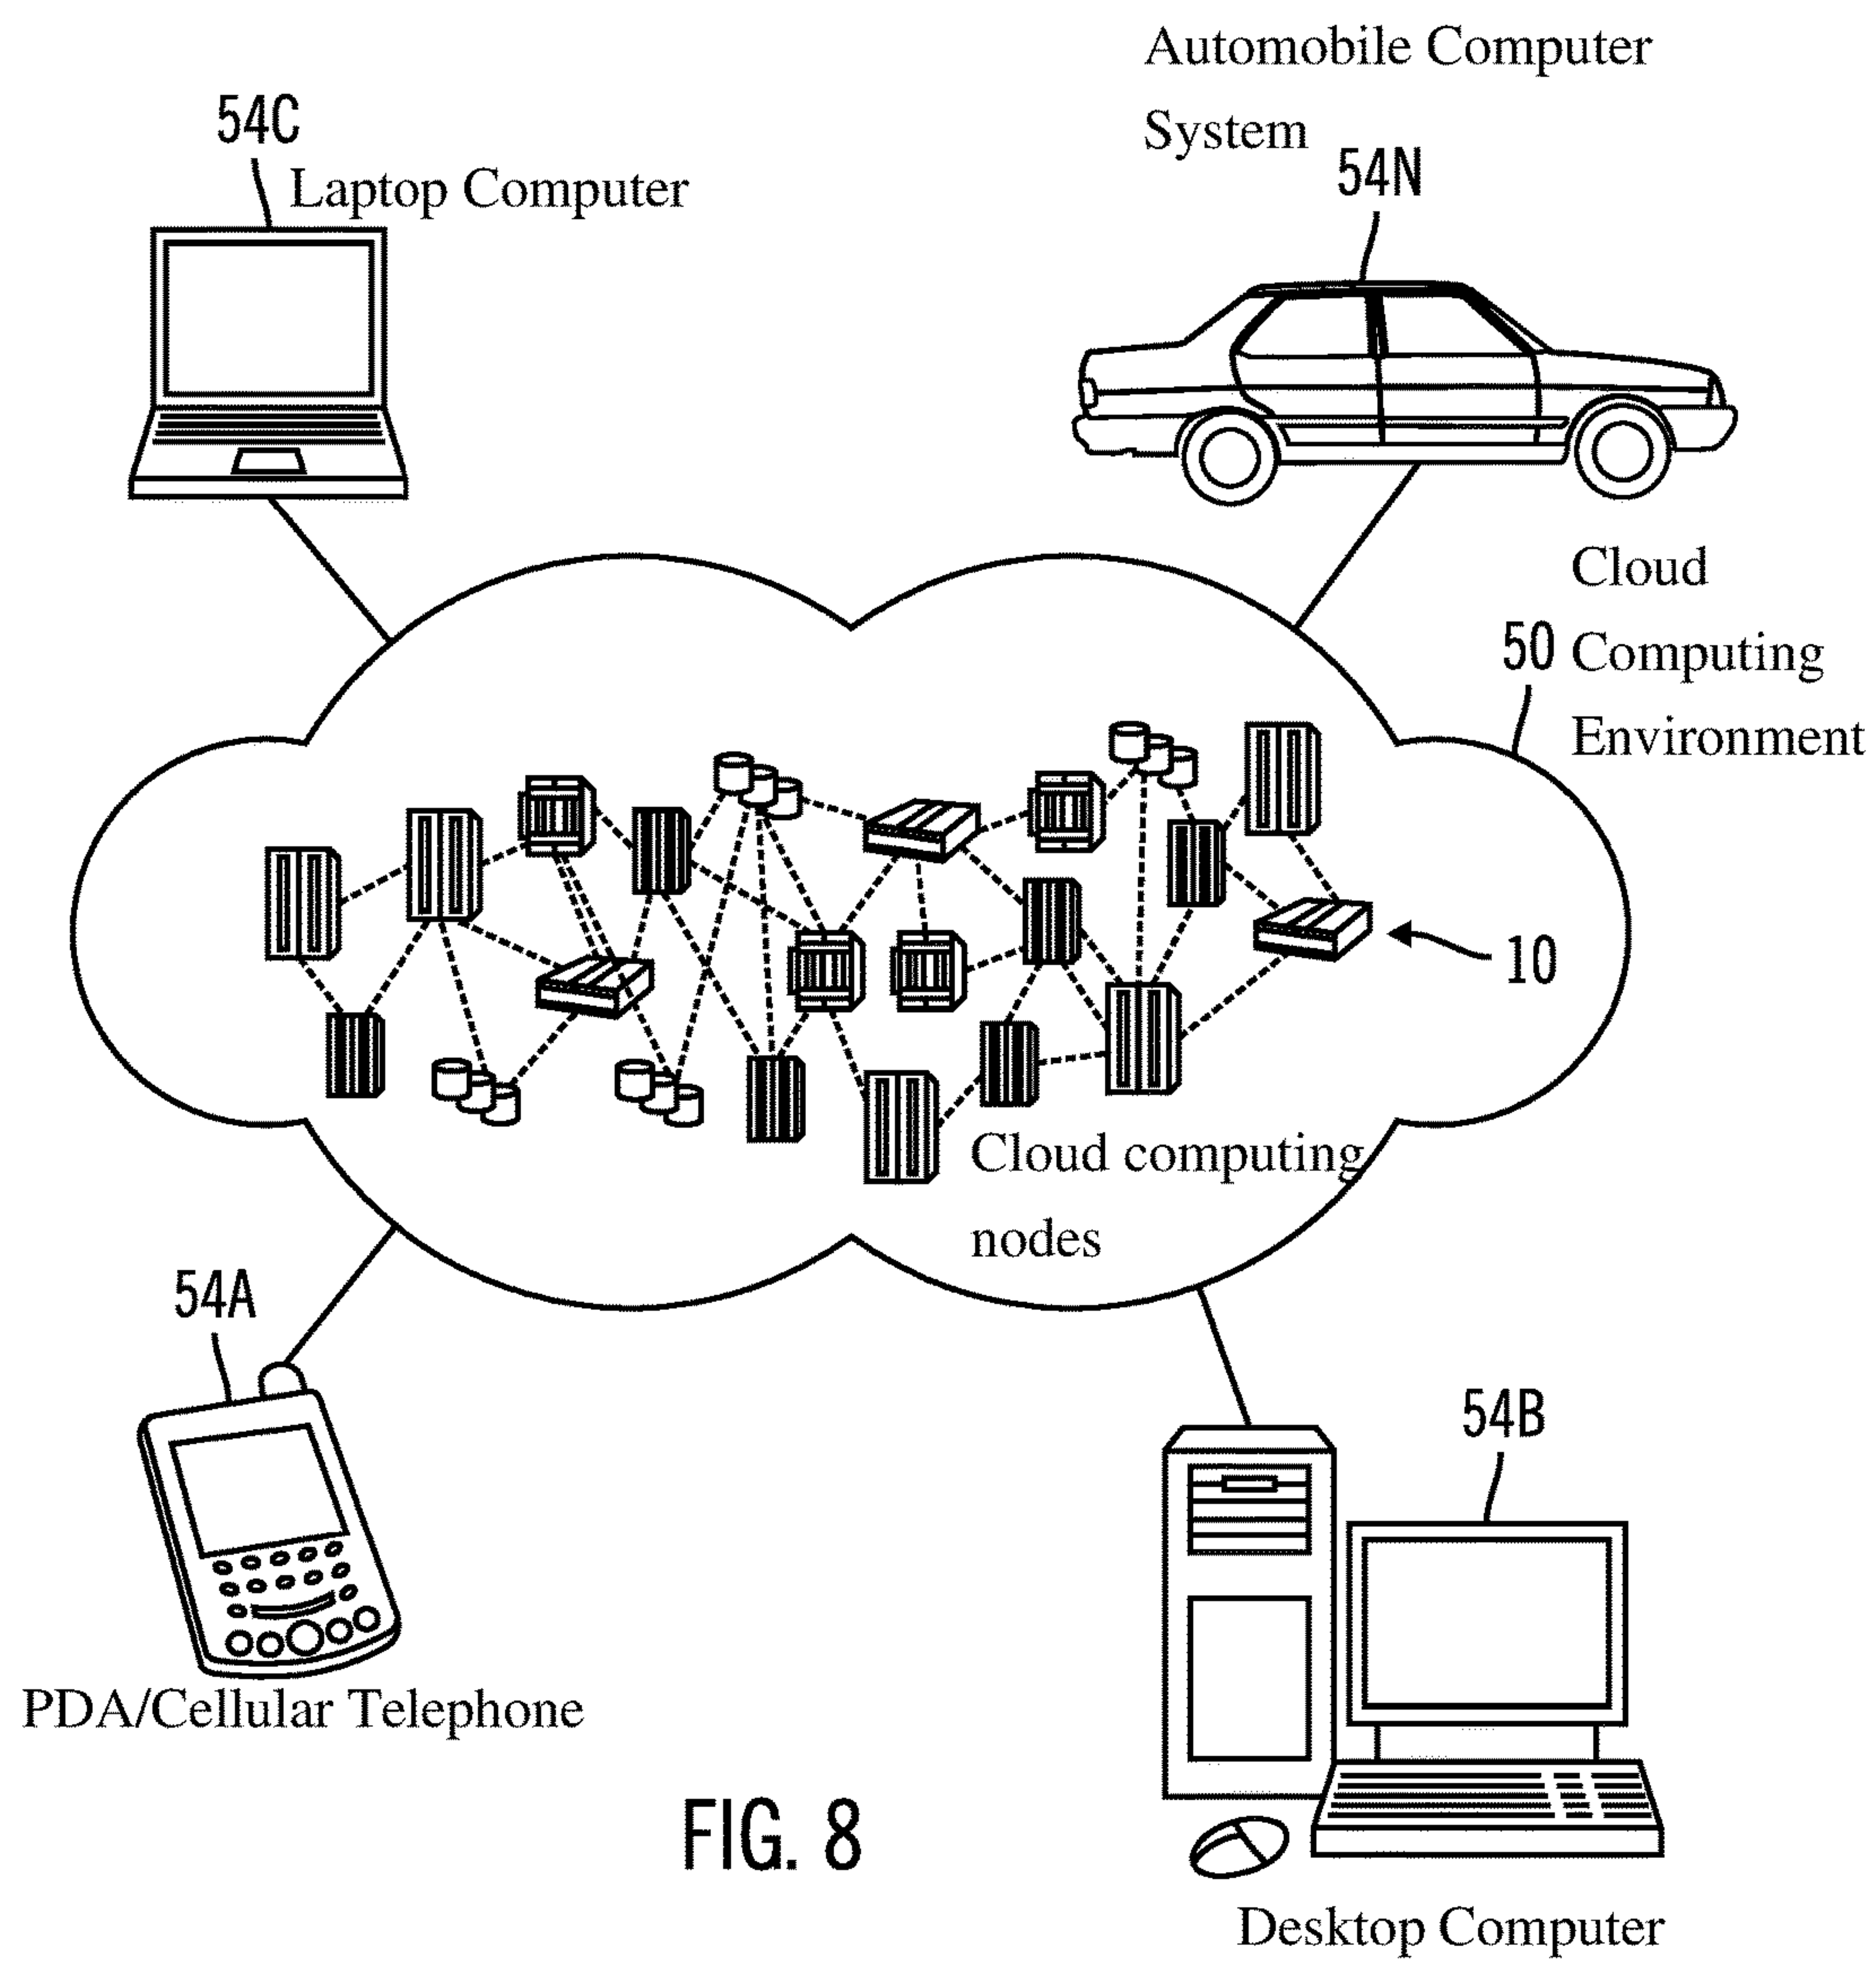 Automobile Computer
System
54C
54N
Laptop Computer
Cloud
50 Computing
Environment
10
Cloud computing
nodes
54A
54B
PDA/Cellular Telephone
FIG. 8
Desktop Computer